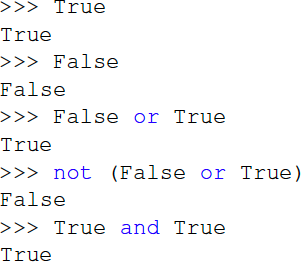 >>> True
True
>>> False
False
>>> False or True
True
>>> not (False or True)
False
>>> True and True
True